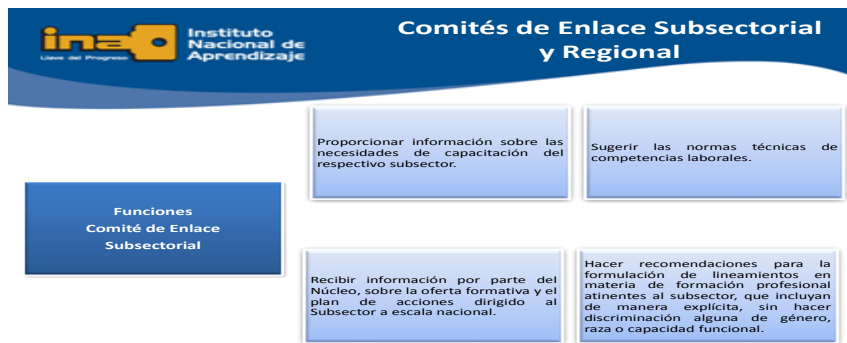 ina
Llave del Progreso
Instituto
Nacional de
Aprendizaje
Comités de Enlace Subsectorial
y Regional
Funciones
Comité de Enlace
Subsectorial
Proporcionar información sobre las
necesidades de capacitación del
respectivo subsector.
Sugerir las normas técnicas de
competencias laborales.
Recibir información por parte del
Núcleo, sobre la oferta formativa y el
plan de acciones dirigido al
Subsector a escala nacional.
Hacer recomendaciones para la
formulación de lineamientos en
materia de formación profesional
atinentes al subsector, que incluyan
de manera explícita, sin hacer
discriminación alguna de género,
raza o capacidad funcional.